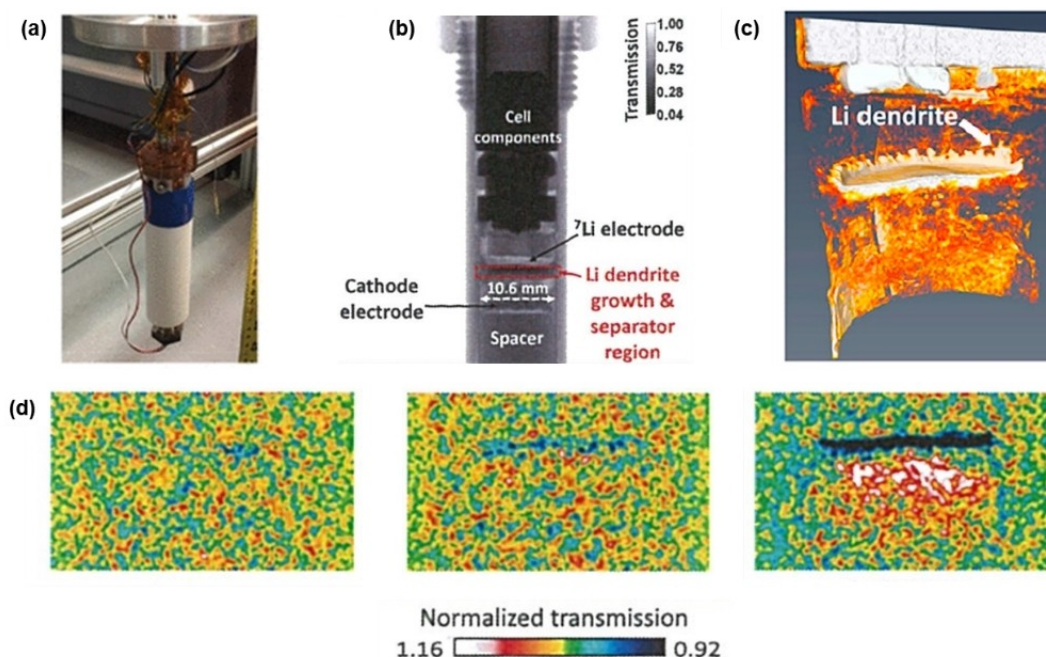 (a)
(b)
Transmission
1.00
0.76
0.52
0.28
0.04
Cell
components
⁷Li electrode
Cathode
electrode
10.6 mm
Li dendrite
growth &
separator
region
Spacer
(c)
Li dendrite
(d)
Normalized transmission
1.16
0.92